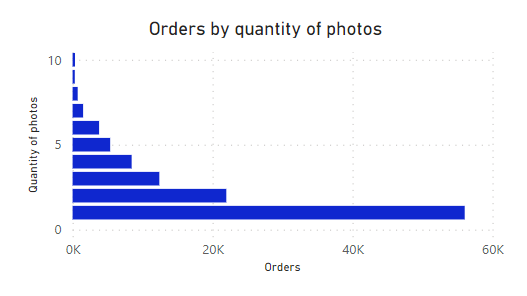 Orders by quantity of photos
10
5
0
Quantity of photos
0K 20K 40K 60K
Orders